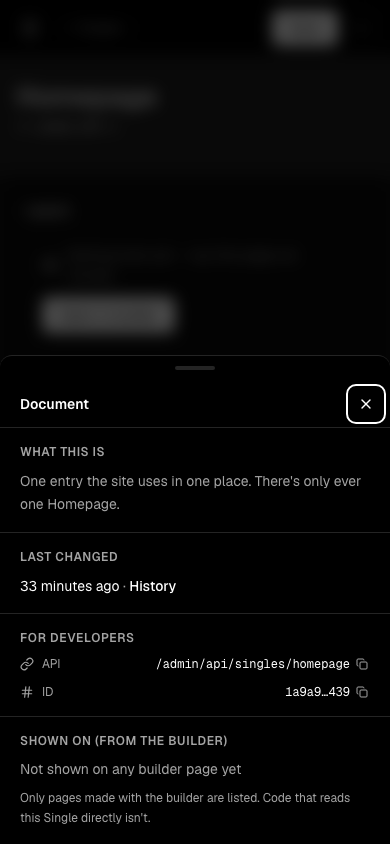 Document
WHAT THIS IS
One entry the site uses in one place. There's only ever
one Homepage.
LAST CHANGED
33 minutes ago · History
FOR DEVELOPERS
API /admin/api/singles/homepage
ID 1a9a9…439
SHOWN ON (FROM THE BUILDER)
Not shown on any builder page yet
Only pages made with the builder are listed. Code that reads
this Single directly isn't.